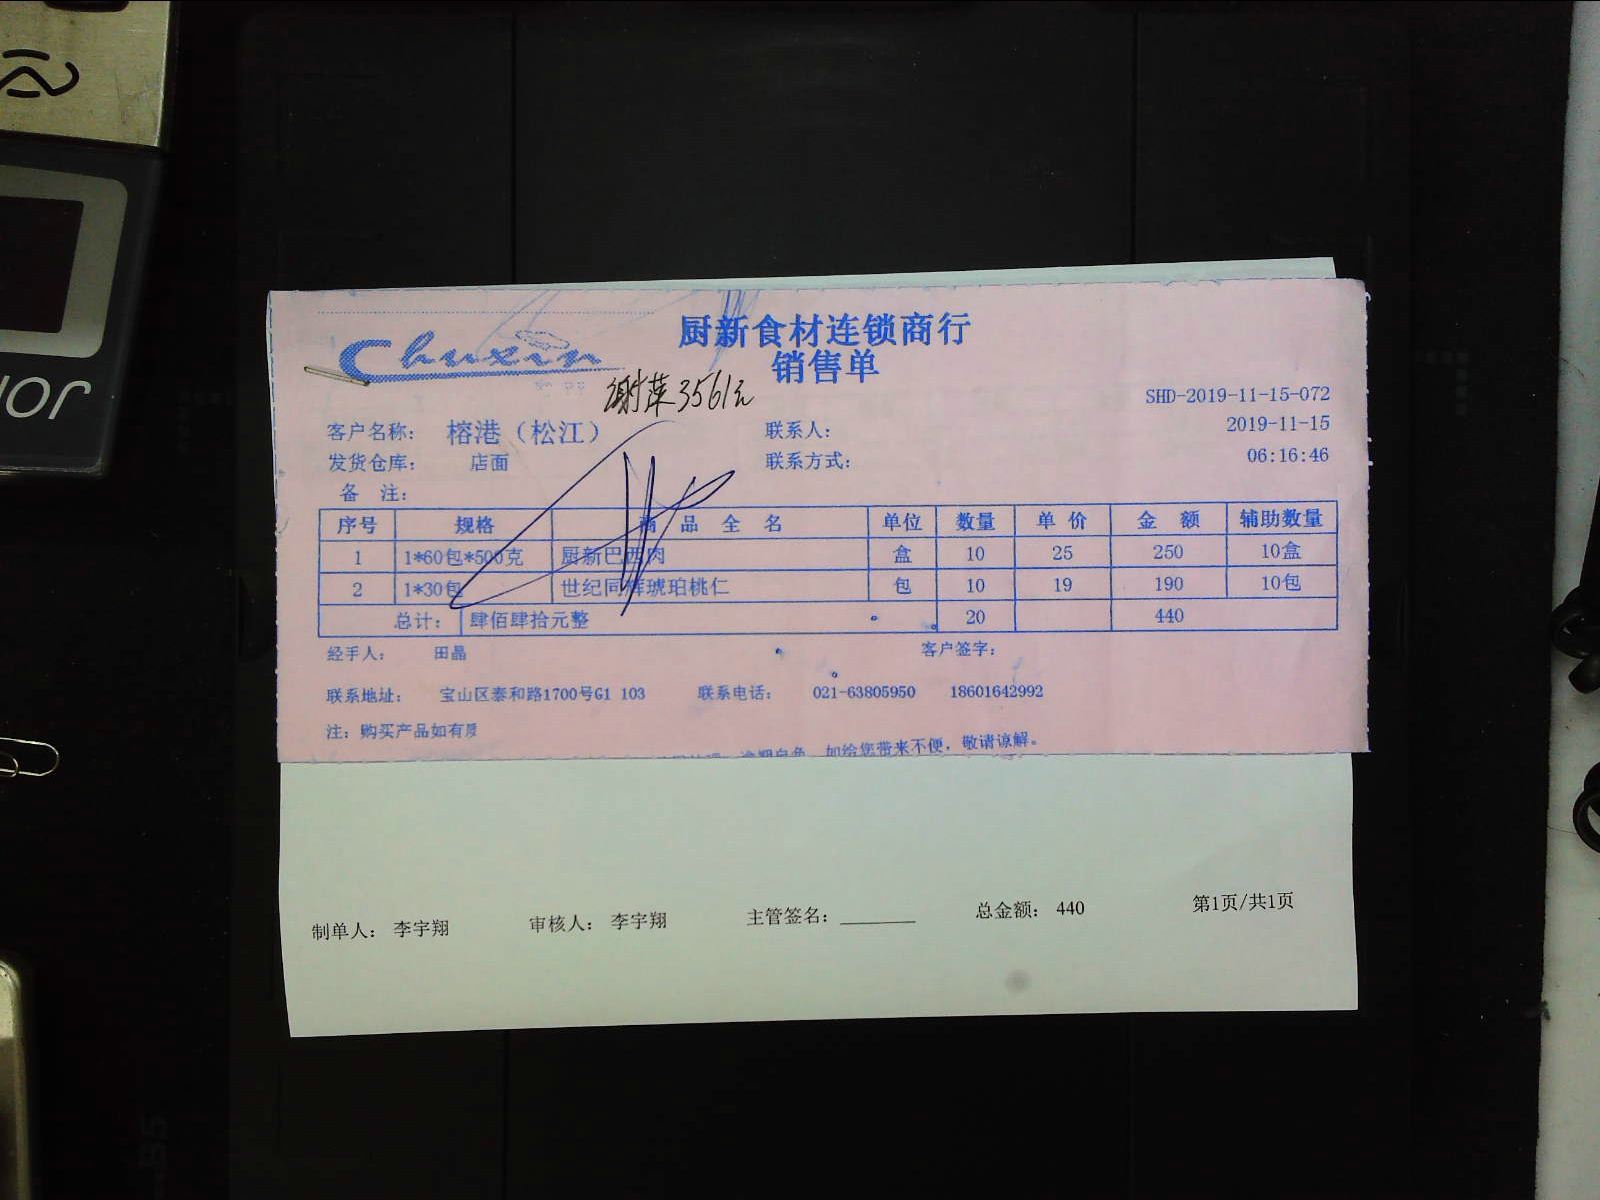 Chuxin
厨新食材连锁商行
销售单
谢萍3561元
SHD-2019-11-15-072
客户名称： 榕港（松江） 联系人： 2019-11-15
发货仓库： 店面 联系方式： 06:16:46
备 注：
序号 规格 商 品 全 名 单位 数量 单 价 金 额 辅助数量
1 1*60包*500克 厨新巴西肉 盒 10 25 250 10盒
2 1*30包 世纪同辉琥珀桃仁 包 10 19 190 10包
总计： 肆佰肆拾元整 20 440
经手人： 田晶 客户签字：
联系地址： 宝山区泰和路1700号G1 103 联系电话： 021-63805950 18601642992
注：购买产品如有质
逾期自负，如给您带来不便，敬请谅解。
制单人： 李宇翔 审核人： 李宇翔 主管签名：________ 总金额： 440 第1页/共1页